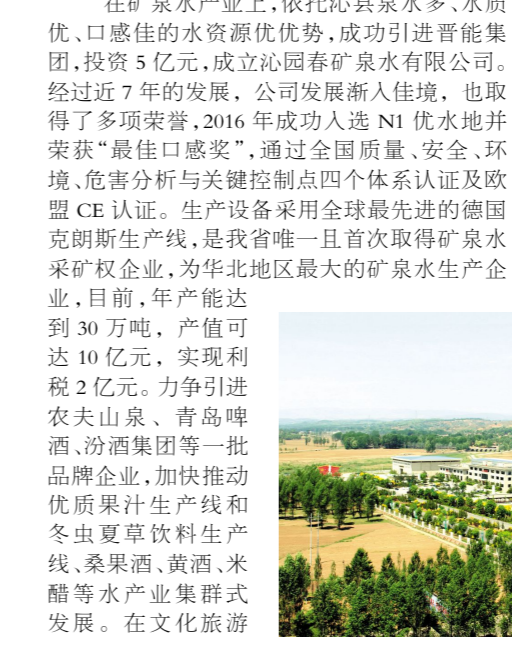 在矿泉水产业上,依托沁县泉水多、水质
优、口感佳的水资源优优势,成功引进晋能集
团,投资 5 亿元,成立沁园春矿泉水有限公司。
经过近 7 年的发展, 公司发展渐入佳境, 也取
得了多项荣誉,2016 年成功入选 N1 优水地并
荣获“最佳口感奖”,通过全国质量、安全、环
境、危害分析与关键控制点四个体系认证及欧
盟 CE 认证。生产设备采用全球最先进的德国
克朗斯生产线,是我省唯一且首次取得矿泉水
采矿权企业,为华北地区最大的矿泉水生产企
业,目前,年产能达
到 30 万吨, 产值可
达 10 亿元, 实现利
税 2 亿元。力争引进
农夫山泉、青岛啤
酒、汾酒集团等一批
品牌企业,加快推动
优质果汁生产线和
冬虫夏草饮料生产
线、桑果酒、黄酒、米
醋等水产业集群式
发展。在文化旅游